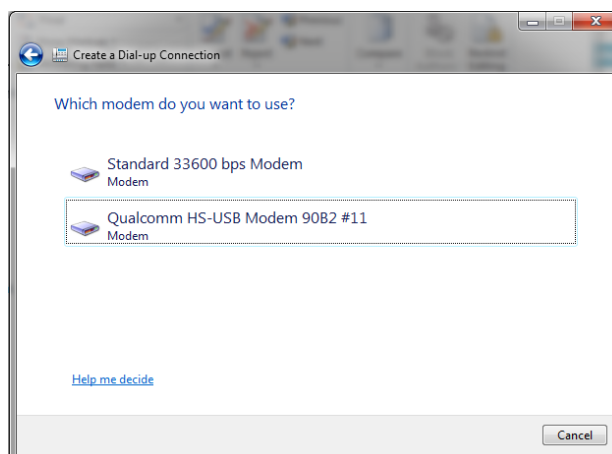 Create a Dial-up Connection
Which modem do you want to use?
Standard 33600 bps Modem
Modem
Qualcomm HS-USB Modem 90B2 #11
Modem
Help me decide
Cancel